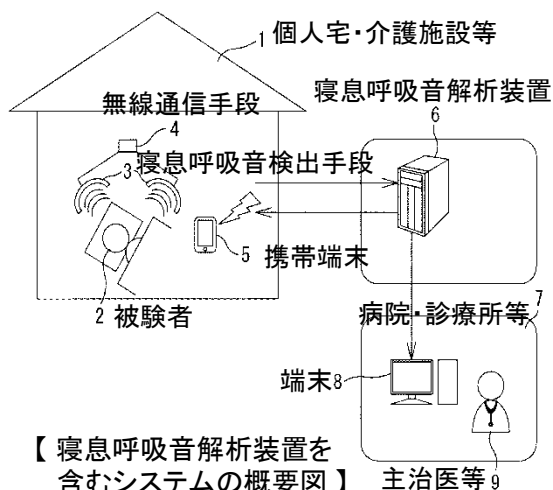 1 個人宅・介護施設等
無線通信手段
4
寝息呼吸音解析装置
6
3 寝息呼吸音検出手段
5 携帯端末
2 被験者
病院・診療所等 7
端末 8
【 寝息呼吸音解析装置を
含むシステムの概要図 】
主治医等 9